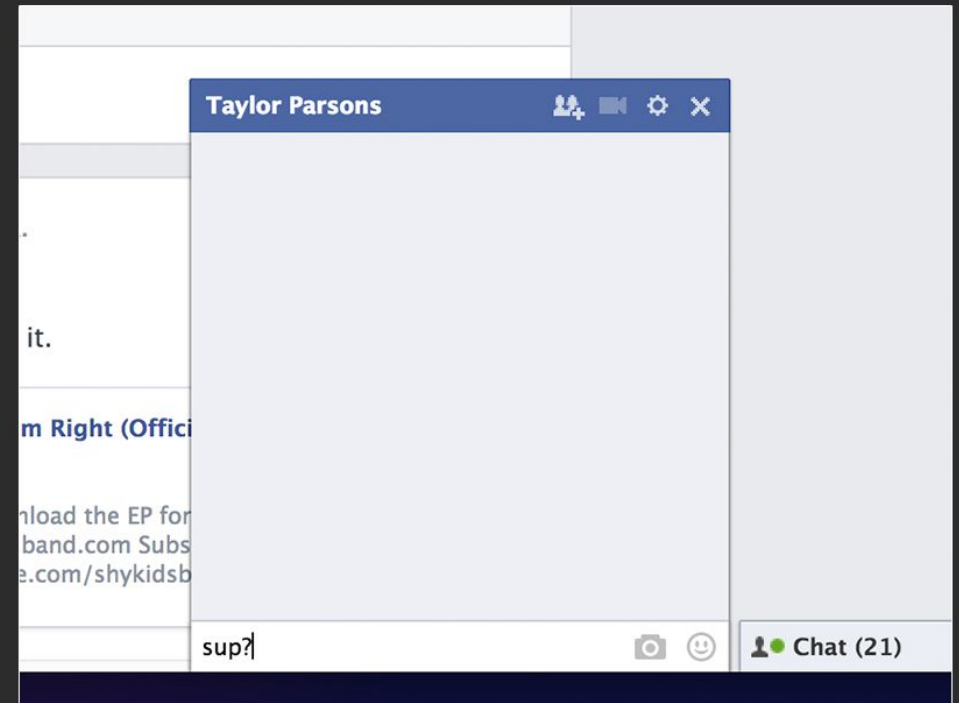 Taylor Parsons
.
it.
m Right (Offici
nload the EP for
band.com Subs
e.com/shykidsb
sup?
Chat (21)